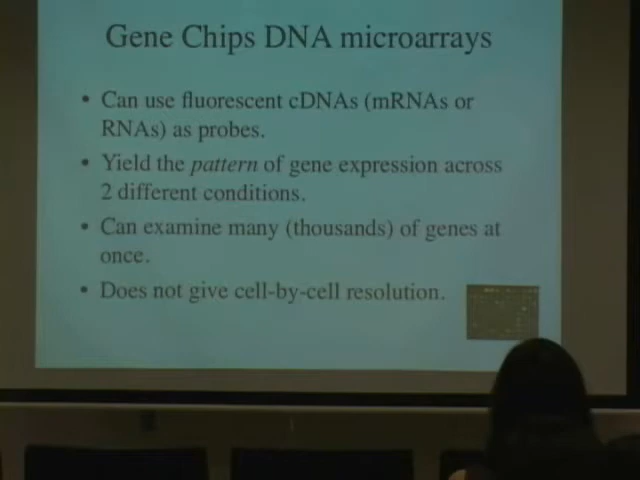 Gene Chips DNA microarrays
• Can use fluorescent cDNAs (mRNAs or
RNAs) as probes.
• Yield the pattern of gene expression across
2 different conditions.
• Can examine many (thousands) of genes at
once.
• Does not give cell-by-cell resolution.